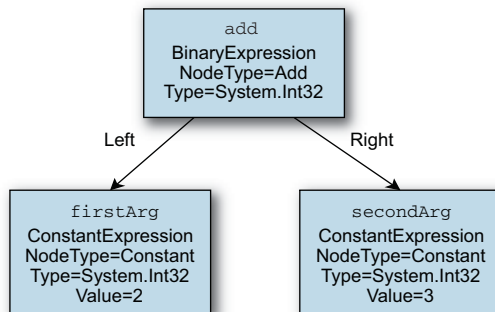 add
BinaryExpression
NodeType=Add
Type=System.Int32
Left
Right
firstArg
ConstantExpression
NodeType=Constant
Type=System.Int32
Value=2
secondArg
ConstantExpression
NodeType=Constant
Type=System.Int32
Value=3